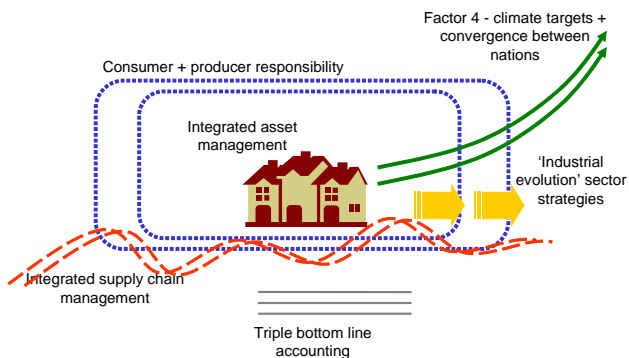 Factor 4 - climate targets +
convergence between
nations
Consumer + producer responsibility
Integrated asset
management
‘Industrial
evolution’ sector
strategies
Integrated supply chain
management
Triple bottom line
accounting